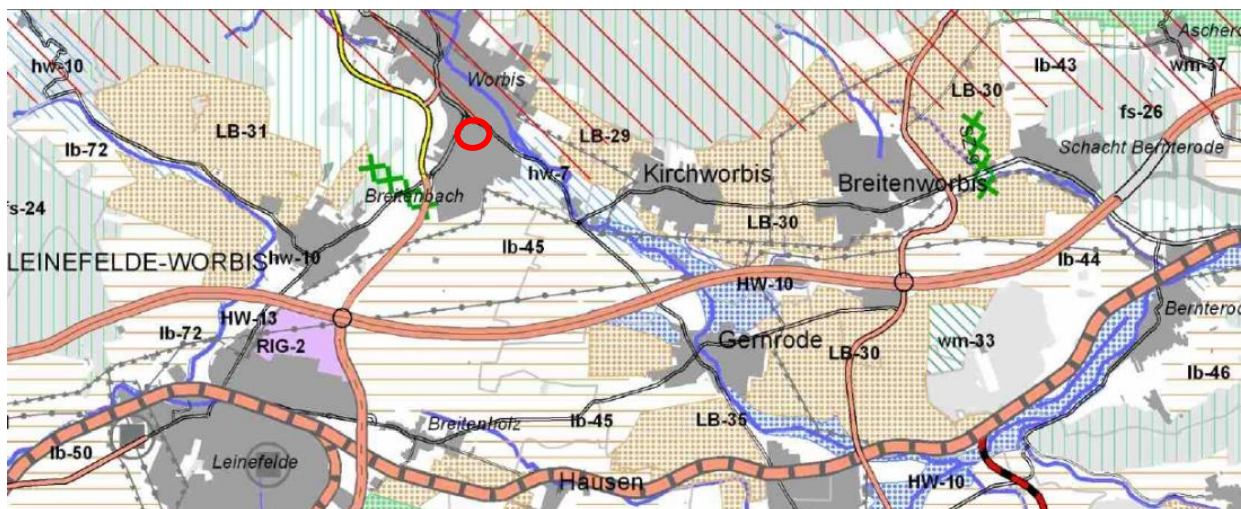 Ascherod
hw-10
Worbis
lb-43
wm-37
LB-30
fs-26
LB-31
LB-29
lb-72
Schacht Bernterode
hw-7
Kirchworbis
Breitenworbis
Breitenbach
fs-24
LB-30
lb-45
LEINEFELDE-WORBIS
hw-10
lb-44
HW-10
HW-13
Bernterod
lb-72
RIG-2
Gernrode
wm-33
LB-30
lb-46
LB-35
Breitenholz
lb-45
lb-50
Leinefelde
Hausen
HW-10